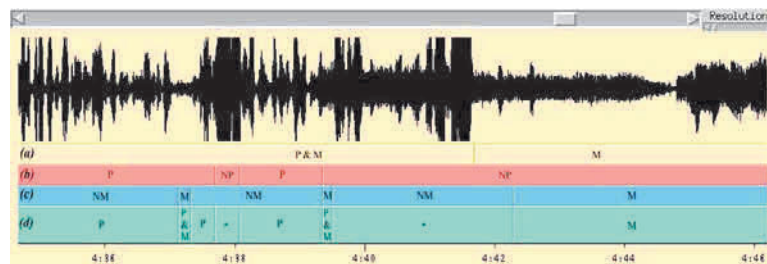 Resolution
(a) P & M M
(b) P NP P NP
(c) NM M NM M NM M
(d) P P & M P - P P & M - M
4:36 4:38 4:40 4:42 4:44 4:46